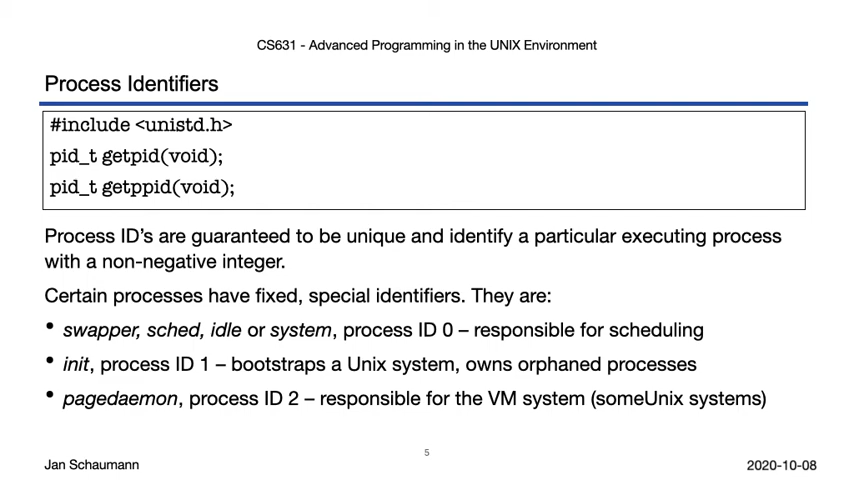 CS631 - Advanced Programming in the UNIX Environment
Process Identifiers
#include <unistd.h>
pid_t getpid(void);
pid_t getppid(void);
Process ID’s are guaranteed to be unique and identify a particular executing process
with a non-negative integer.
Certain processes have fixed, special identifiers. They are:
• swapper, sched, idle or system, process ID 0 – responsible for scheduling
• init, process ID 1 – bootstraps a Unix system, owns orphaned processes
• pagedaemon, process ID 2 – responsible for the VM system (someUnix systems)
5
Jan Schaumann
2020-10-08